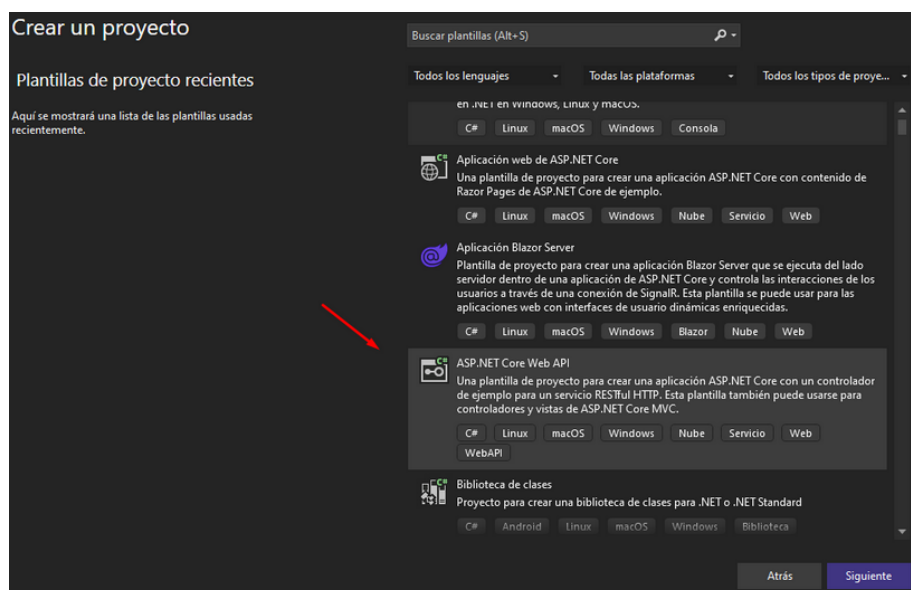 Crear un proyecto
Buscar plantillas (Alt+S)
Plantillas de proyecto recientes
Todos los lenguajes
Todas las plataformas
Todos los tipos de proye...
Aquí se mostrará una lista de las plantillas usadas
recientemente.
en .NET en Windows, Linux y macOS.
C# Linux macOS Windows Consola
Aplicación web de ASP.NET Core
Una plantilla de proyecto para crear una aplicación ASP.NET Core con contenido de
Razor Pages de ASP.NET Core de ejemplo.
C# Linux macOS Windows Nube Servicio Web
Aplicación Blazor Server
Plantilla de proyecto para crear una aplicación Blazor Server que se ejecuta del lado
servidor dentro de una aplicación de ASP.NET Core y controla las interacciones de los
usuarios a través de una conexión de SignalR. Esta plantilla se puede usar para las
aplicaciones web con interfaces de usuario dinámicas enriquecidas.
C# Linux macOS Windows Blazor Nube Web
ASP.NET Core Web API
Una plantilla de proyecto para crear una aplicación ASP.NET Core con un controlador
de ejemplo para un servicio RESTful HTTP. Esta plantilla también puede usarse para
controladores y vistas de ASP.NET Core MVC.
C# Linux macOS Windows Nube Servicio Web
WebAPI
Biblioteca de clases
Proyecto para crear una biblioteca de clases para .NET o .NET Standard
C# Android Linux macOS Windows Biblioteca
Atrás
Siguiente